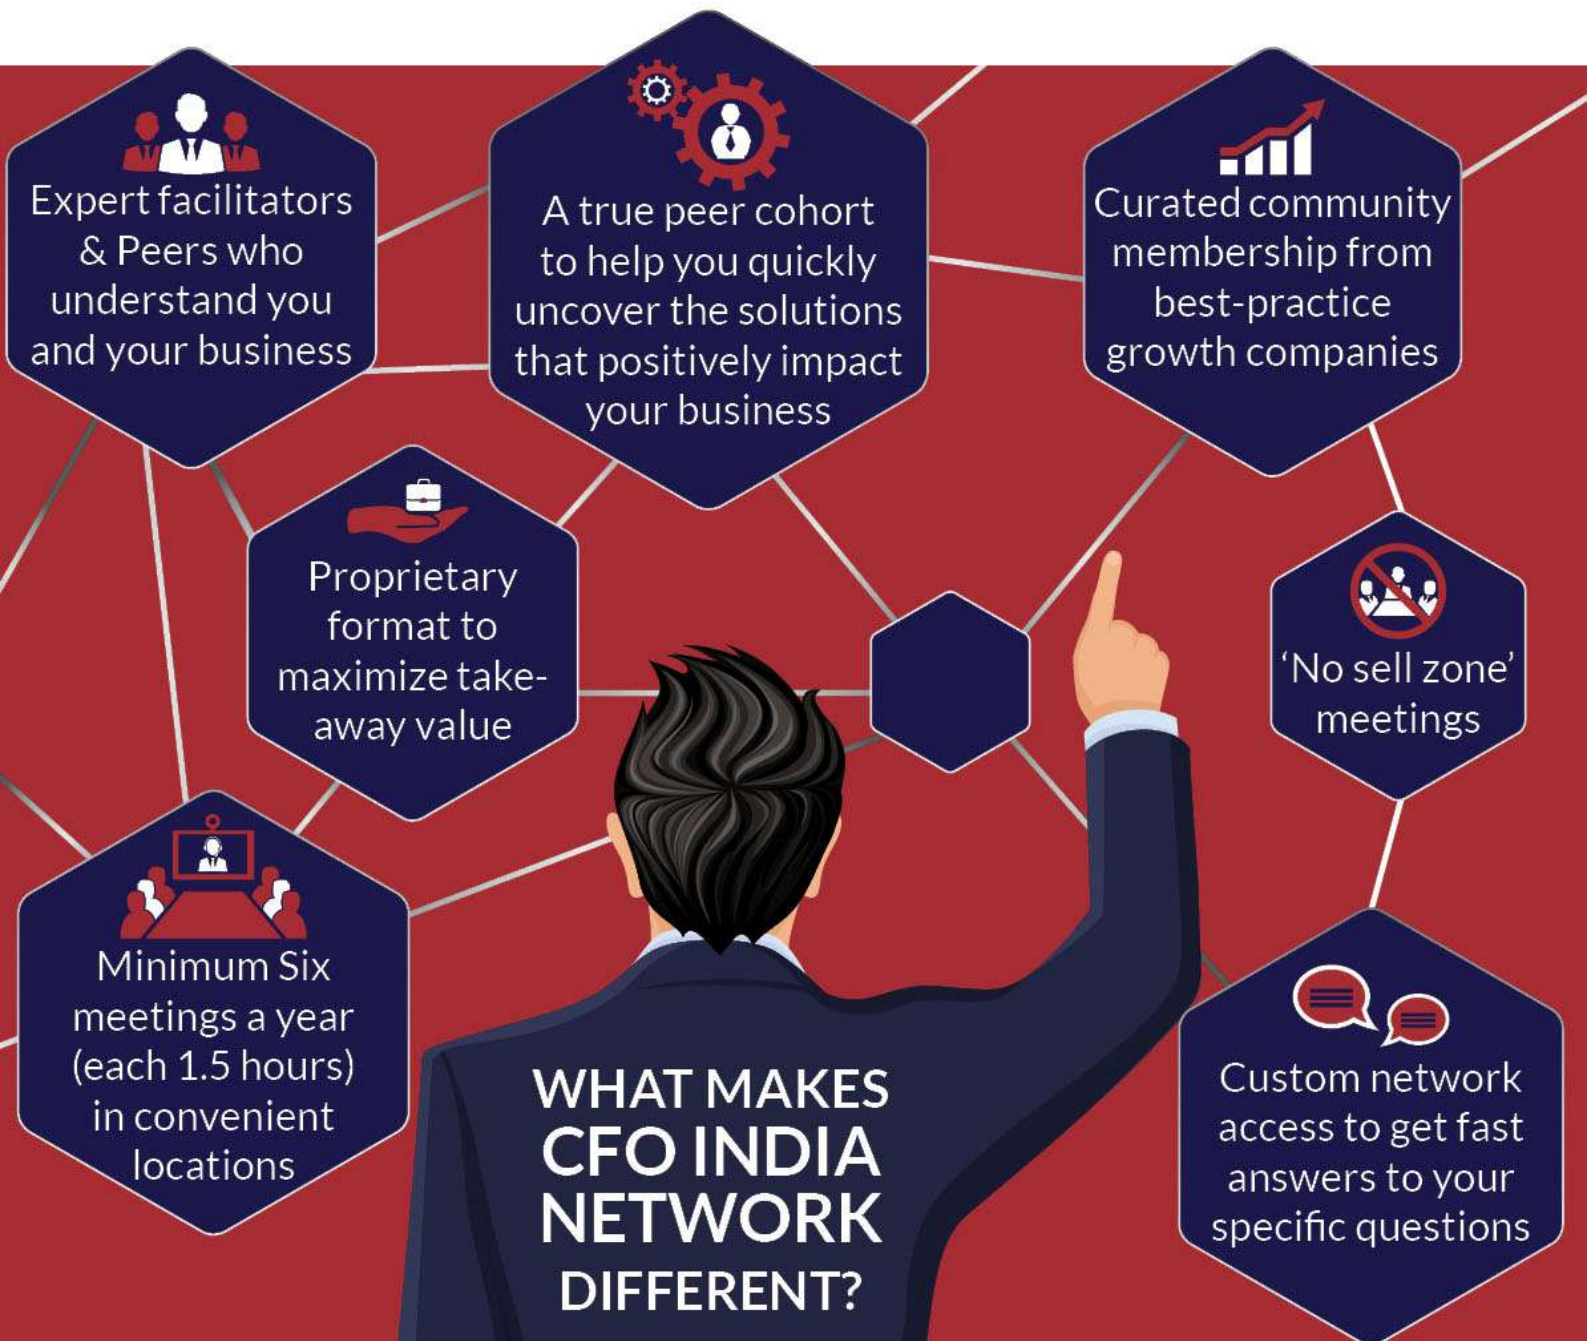 Expert facilitators
& Peers who
understand you
and your business
A true peer cohort
to help you quickly
uncover the solutions
that positively impact
your business
Curated community
membership from
best-practice
growth companies
Proprietary
format to
maximize take-
away value
‘No sell zone’
meetings
Minimum Six
meetings a year
(each 1.5 hours)
in convenient
locations
Custom network
access to get fast
answers to your
specific questions
WHAT MAKES
CFO INDIA
NETWORK
DIFFERENT?